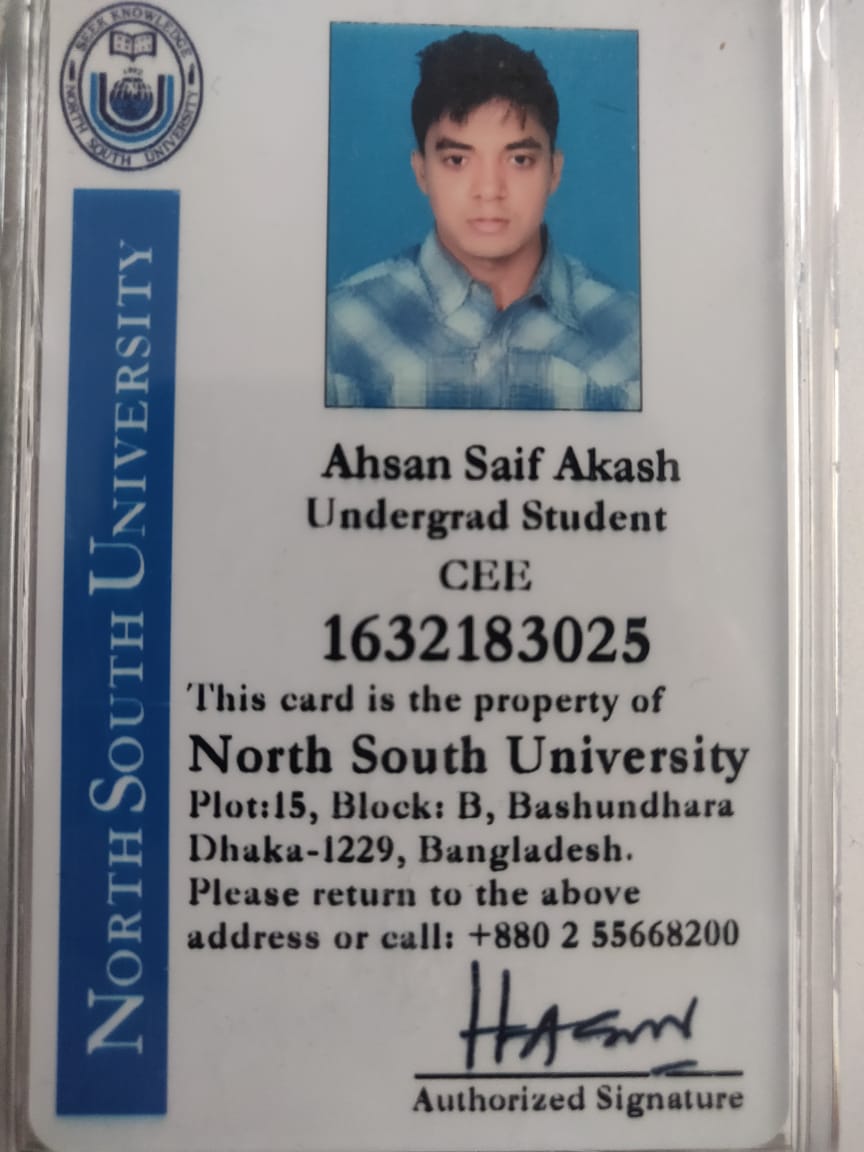 SEEK KNOWLEDGE
1992
NORTH SOUTH UNIVERSITY
NORTH SOUTH UNIVERSITY
Ahsan Saif Akash
Undergrad Student
CEE
1632183025
This card is the property of
North South University
Plot:15, Block: B, Bashundhara
Dhaka-1229, Bangladesh.
Please return to the above
address or call: +880 2 55668200
Authorized Signature